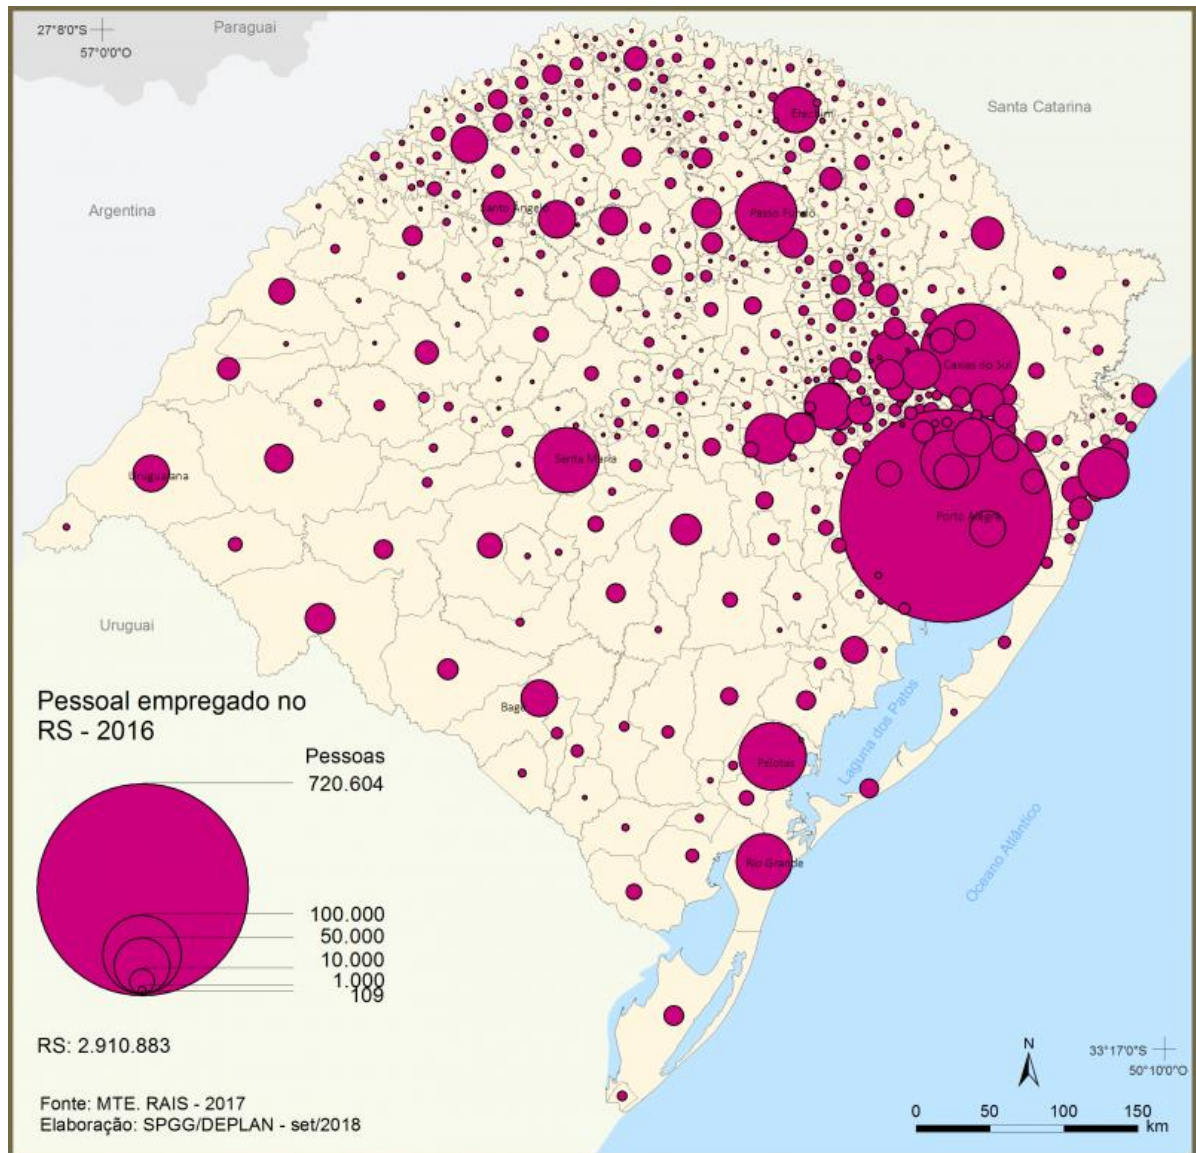 27°8'0"S
57°0'0"O
Paraguai
Santa Catarina
Erechim
Argentina
Santo Ângelo
Passo Fundo
Caxias do Sul
Santa Maria
Uruguaiana
Porto Alegre
Uruguai
Pessoal empregado no
RS - 2016
Bagé
Laguna dos Patos
Pessoas
720.604
Pelotas
Oceano Atlântico
Rio Grande
100.000
50.000
10.000
1.000
109
RS: 2.910.883
N
33°17'0"S
50°10'0"O
Fonte: MTE. RAIS - 2017
Elaboração: SPGG/DEPLAN - set/2018
0 50 100 150
km